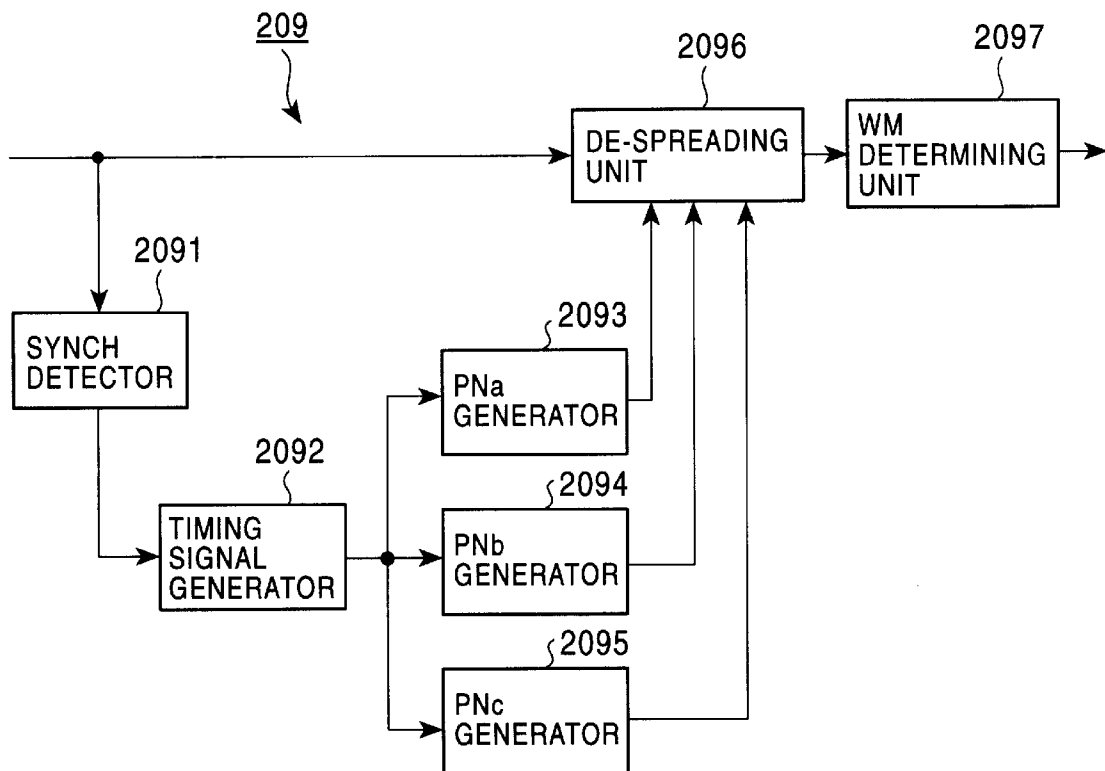 209
2096
2097
DE-SPREADING
UNIT
WM
DETERMINING
UNIT
2091
SYNCH
DETECTOR
2093
PNa
GENERATOR
2092
TIMING
SIGNAL
GENERATOR
2094
PNb
GENERATOR
2095
PNc
GENERATOR